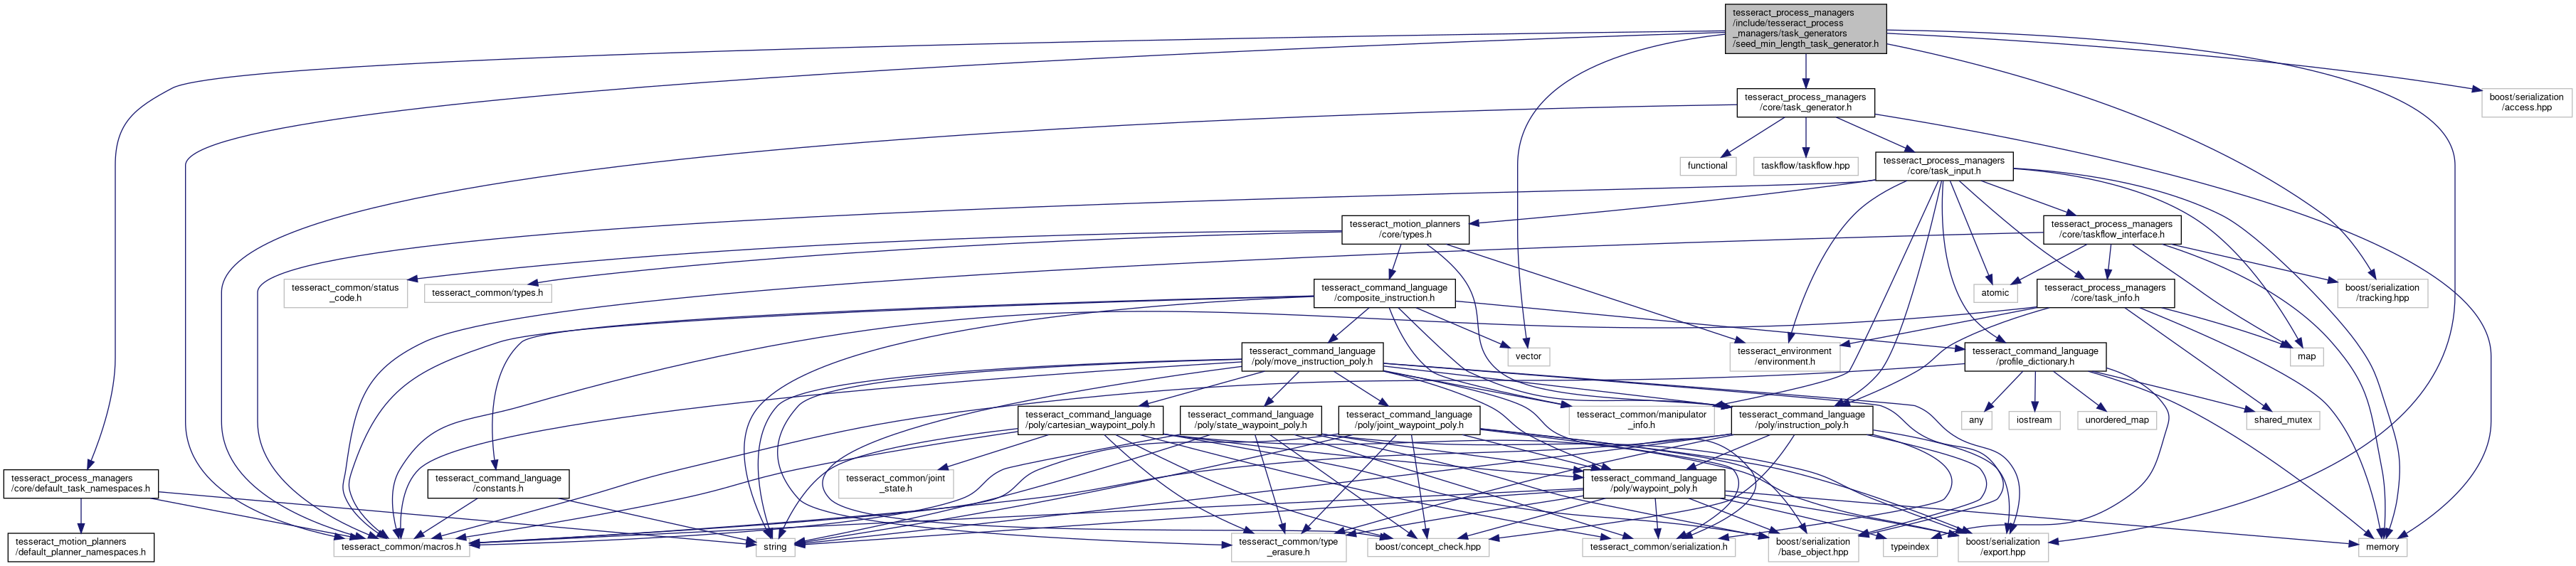 tesseract_process_managers
/include/tesseract_process
_managers/task_generators
/seed_min_length_task_generator.h
tesseract_process_managers
/core/task_generator.h
boost/serialization
/access.hpp
functional
taskflow/taskflow.hpp
tesseract_process_managers
/core/task_input.h
tesseract_motion_planners
/core/types.h
tesseract_process_managers
/core/taskflow_interface.h
tesseract_common/status
_code.h
tesseract_common/types.h
tesseract_command_language
/composite_instruction.h
atomic
tesseract_process_managers
/core/task_info.h
boost/serialization
/tracking.hpp
tesseract_command_language
/poly/move_instruction_poly.h
vector
tesseract_environment
/environment.h
tesseract_command_language
/profile_dictionary.h
map
tesseract_command_language
/poly/cartesian_waypoint_poly.h
tesseract_command_language
/poly/state_waypoint_poly.h
tesseract_command_language
/poly/joint_waypoint_poly.h
tesseract_common/manipulator
_info.h
tesseract_command_language
/poly/instruction_poly.h
any
iostream
unordered_map
shared_mutex
tesseract_process_managers
/core/default_task_namespaces.h
tesseract_command_language
/constants.h
tesseract_common/joint
_state.h
tesseract_command_language
/poly/waypoint_poly.h
tesseract_motion_planners
/default_planner_namespaces.h
tesseract_common/macros.h
string
tesseract_common/type
_erasure.h
boost/concept_check.hpp
tesseract_common/serialization.h
boost/serialization
/base_object.hpp
typeindex
boost/serialization
/export.hpp
memory